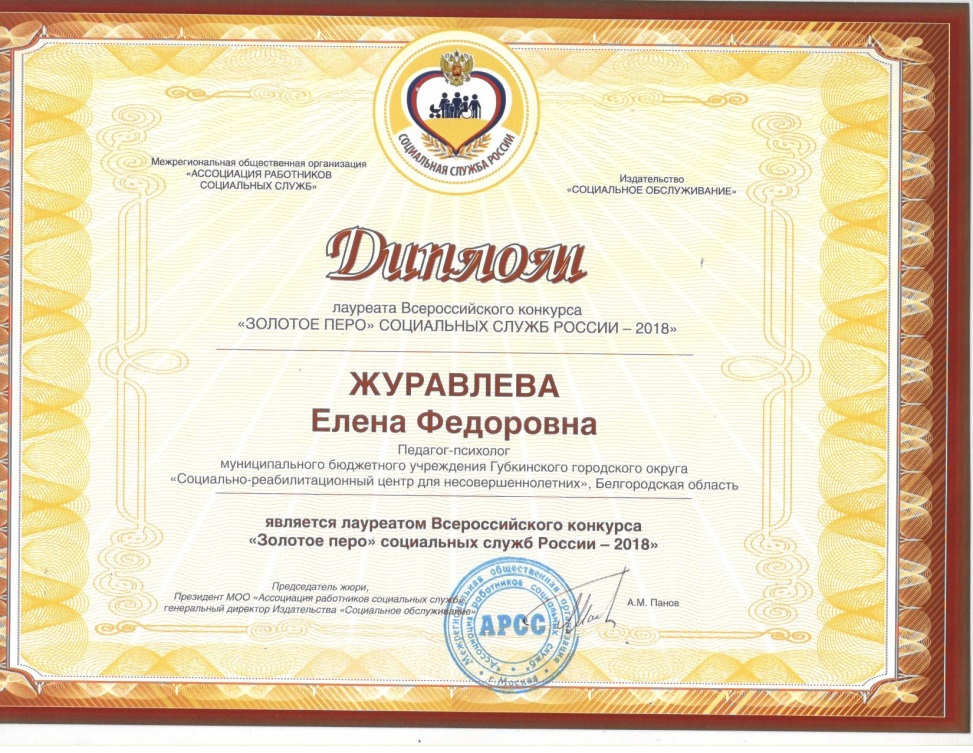 СОЦИАЛЬНАЯ СЛУЖБА РОССИИ
Межрегиональная общественная организация
«АССОЦИАЦИЯ РАБОТНИКОВ
СОЦИАЛЬНЫХ СЛУЖБ»
Издательство
«СОЦИАЛЬНОЕ ОБСЛУЖИВАНИЕ»
Диплом
лауреата Всероссийского конкурса
«ЗОЛОТОЕ ПЕРО» СОЦИАЛЬНЫХ СЛУЖБ РОССИИ – 2018»
ЖУРАВЛЕВА
Елена Федоровна
Педагог-психолог
муниципального бюджетного учреждения Губкинского городского округа
«Социально-реабилитационный центр для несовершеннолетних», Белгородская область
является лауреатом Всероссийского конкурса
«Золотое перо» социальных служб России – 2018»
Председатель жюри,
Президент МОО «Ассоциация работников социальных служб»,
генеральный директор Издательства «Социальное обслуживание»
А.М. Панов
Межрегиональная общественная организация
«Ассоциация работников социальных служб»
АРСС
г. Москва